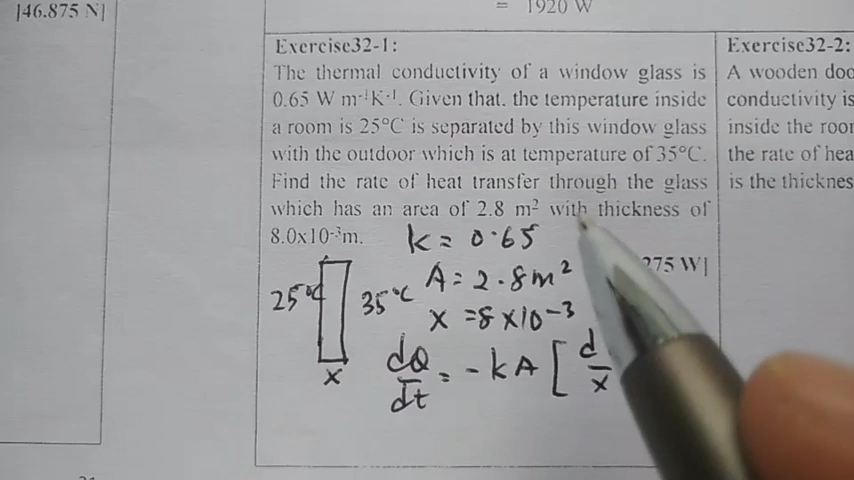 |46.875 N|
= 1920 W
Exercise32-1:
The thermal conductivity of a window glass is
0.65 W m⁻¹K⁻¹. Given that. the temperature inside
a room is 25°C is separated by this window glass
with the outdoor which is at temperature of 35°C.
Find the rate of heat transfer through the glass
which has an area of 2.8 m² with thickness of
8.0x10⁻³m.
275 W|
k = 0.65
A = 2.8m²
x = 8x10⁻³
25°C
35°C
x
dQ/dt = -kA [ d/x
Exercise32-2:
A wooden doo
conductivity is
inside the roor
the rate of hea
is the thicknes